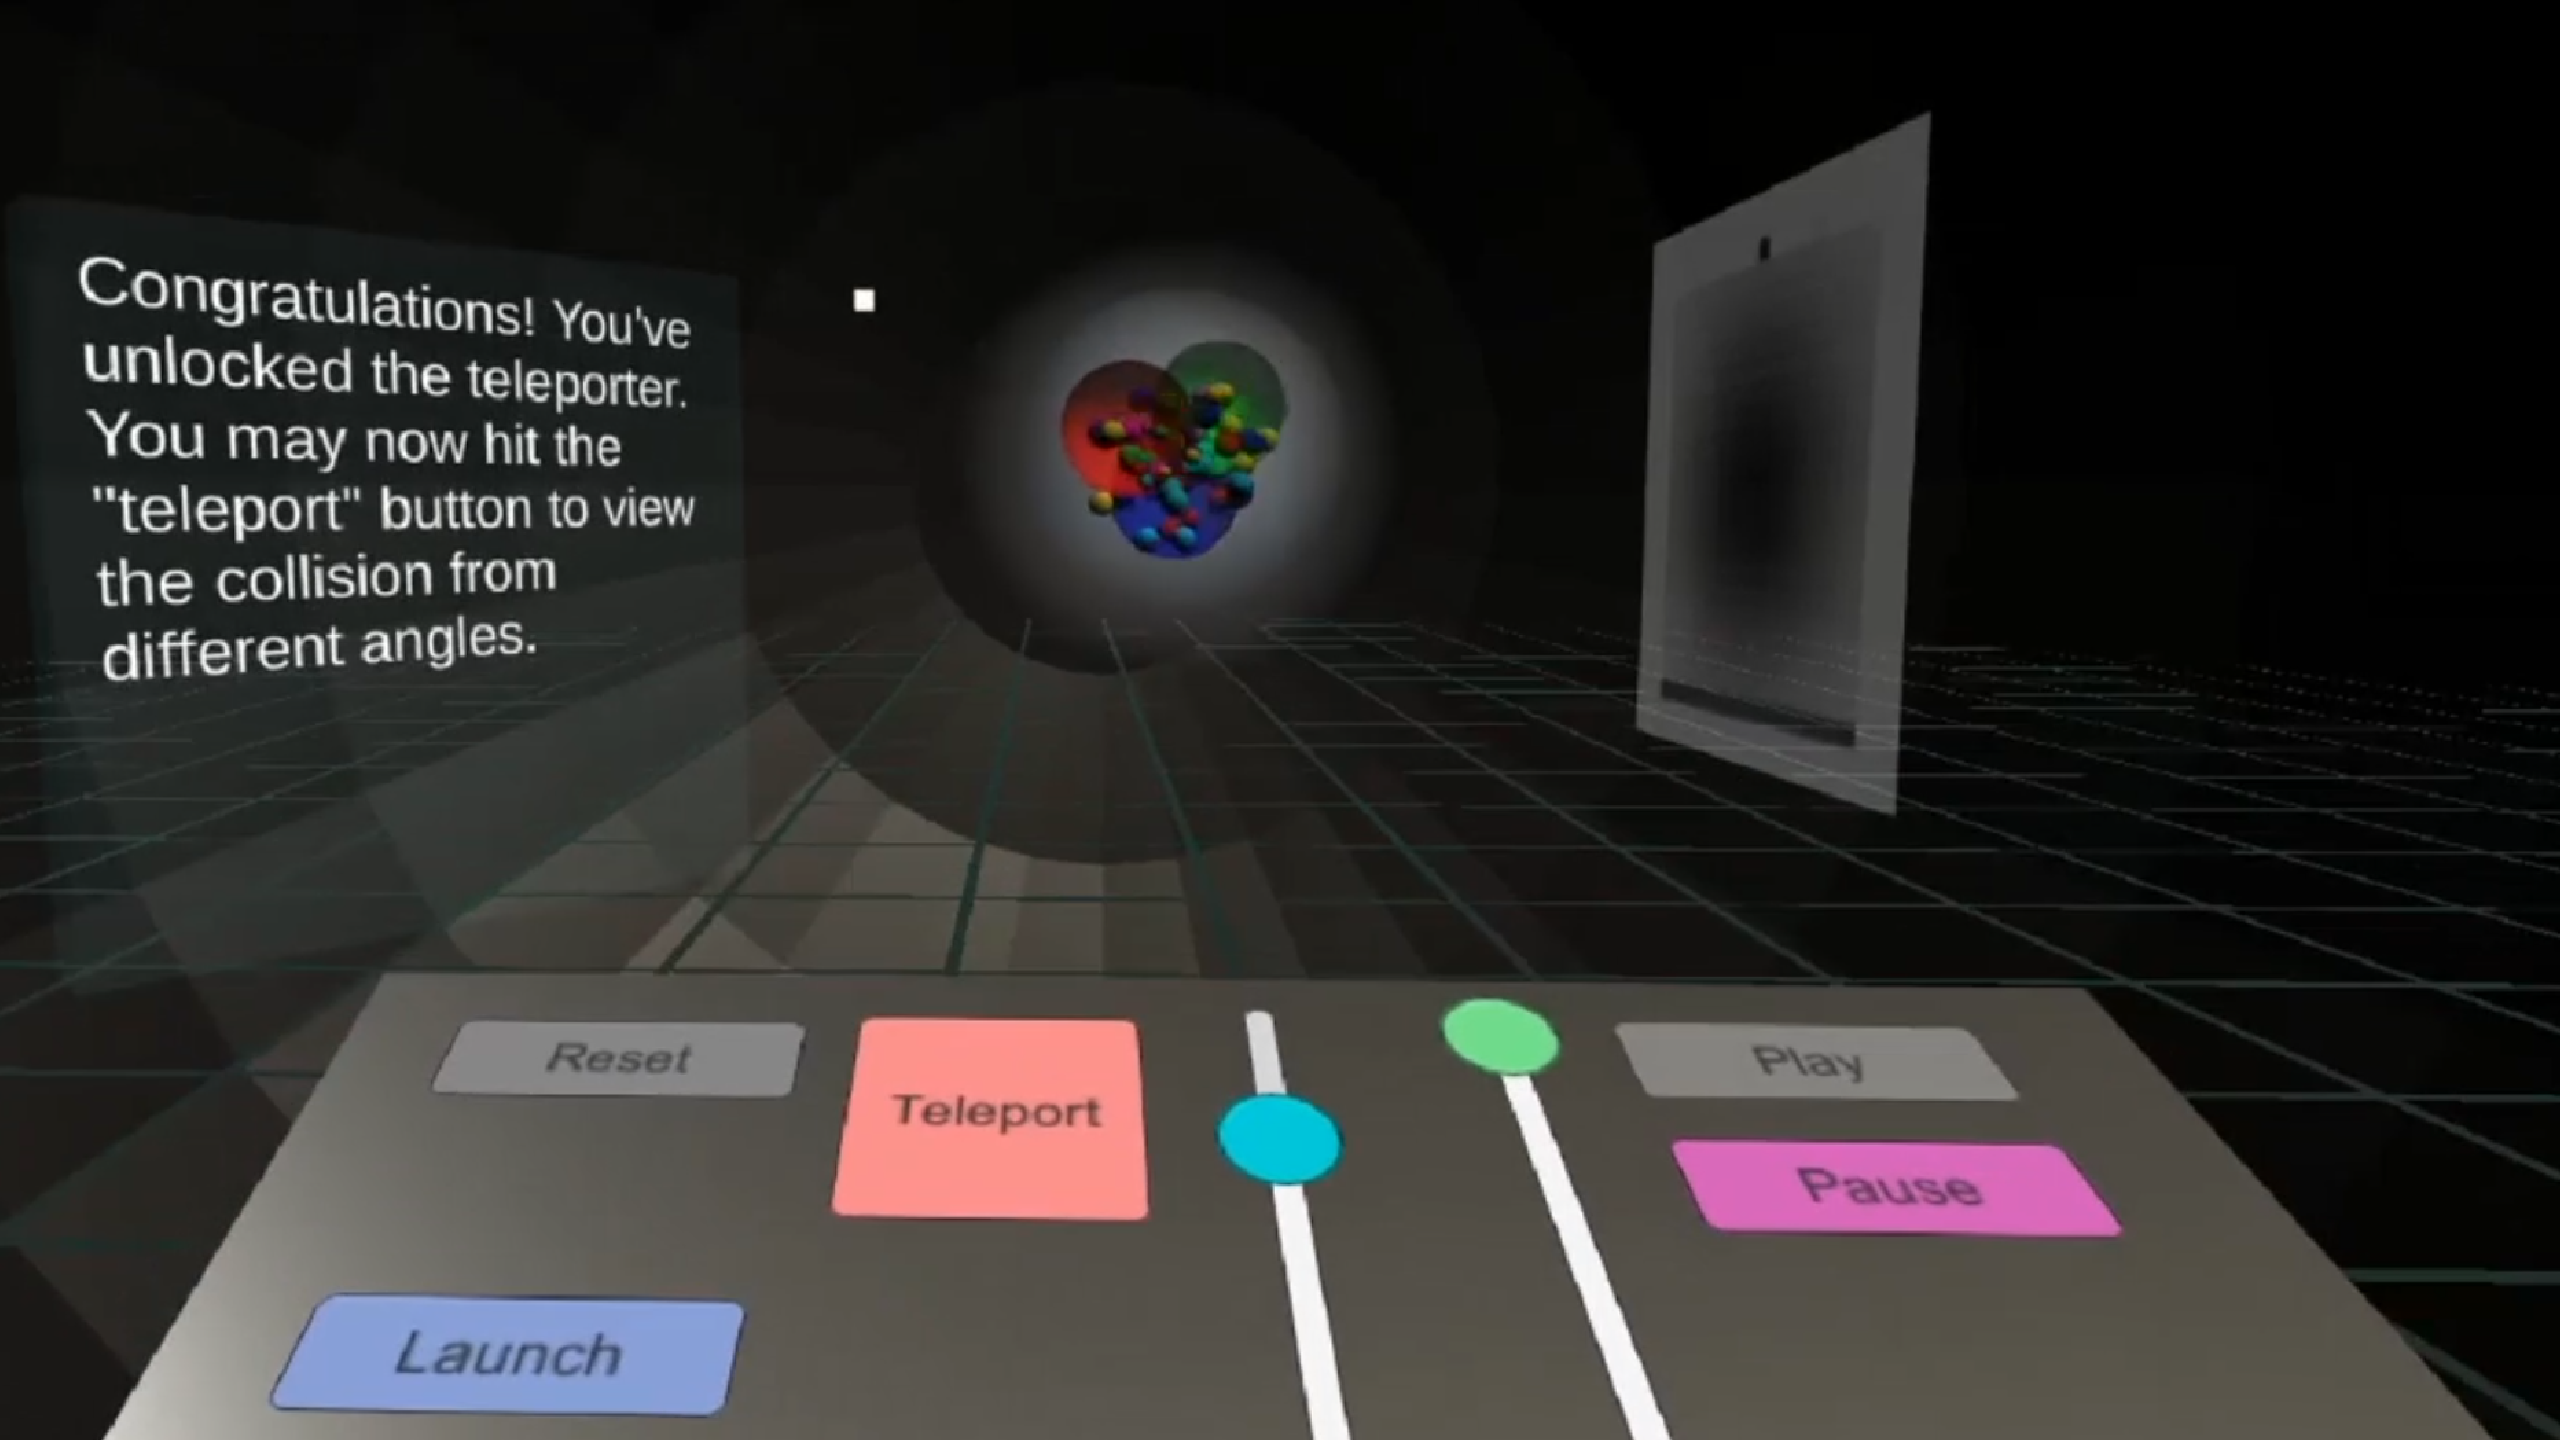 Congratulations! You've
unlocked the teleporter.
You may now hit the
"teleport" button to view
the collision from
different angles.
Reset
Teleport
Play
Pause
Launch